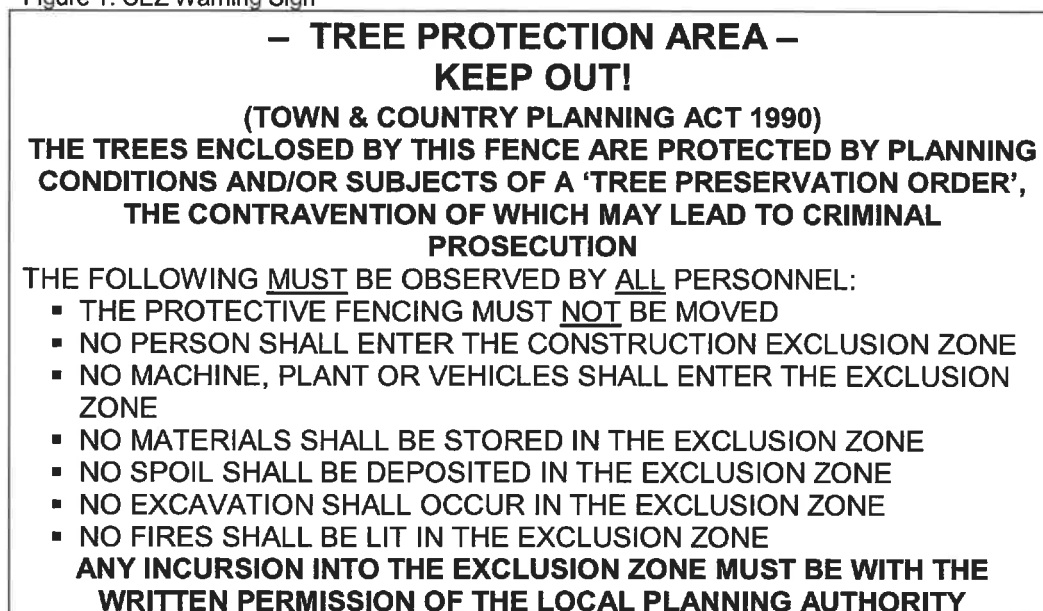 Figure 1: CEZ Warning Sign
– TREE PROTECTION AREA –
KEEP OUT!
(TOWN & COUNTRY PLANNING ACT 1990)
THE TREES ENCLOSED BY THIS FENCE ARE PROTECTED BY PLANNING
CONDITIONS AND/OR SUBJECTS OF A ‘TREE PRESERVATION ORDER’,
THE CONTRAVENTION OF WHICH MAY LEAD TO CRIMINAL
PROSECUTION
THE FOLLOWING MUST BE OBSERVED BY ALL PERSONNEL:
▪ THE PROTECTIVE FENCING MUST NOT BE MOVED
▪ NO PERSON SHALL ENTER THE CONSTRUCTION EXCLUSION ZONE
▪ NO MACHINE, PLANT OR VEHICLES SHALL ENTER THE EXCLUSION
ZONE
▪ NO MATERIALS SHALL BE STORED IN THE EXCLUSION ZONE
▪ NO SPOIL SHALL BE DEPOSITED IN THE EXCLUSION ZONE
▪ NO EXCAVATION SHALL OCCUR IN THE EXCLUSION ZONE
▪ NO FIRES SHALL BE LIT IN THE EXCLUSION ZONE
ANY INCURSION INTO THE EXCLUSION ZONE MUST BE WITH THE
WRITTEN PERMISSION OF THE LOCAL PLANNING AUTHORITY